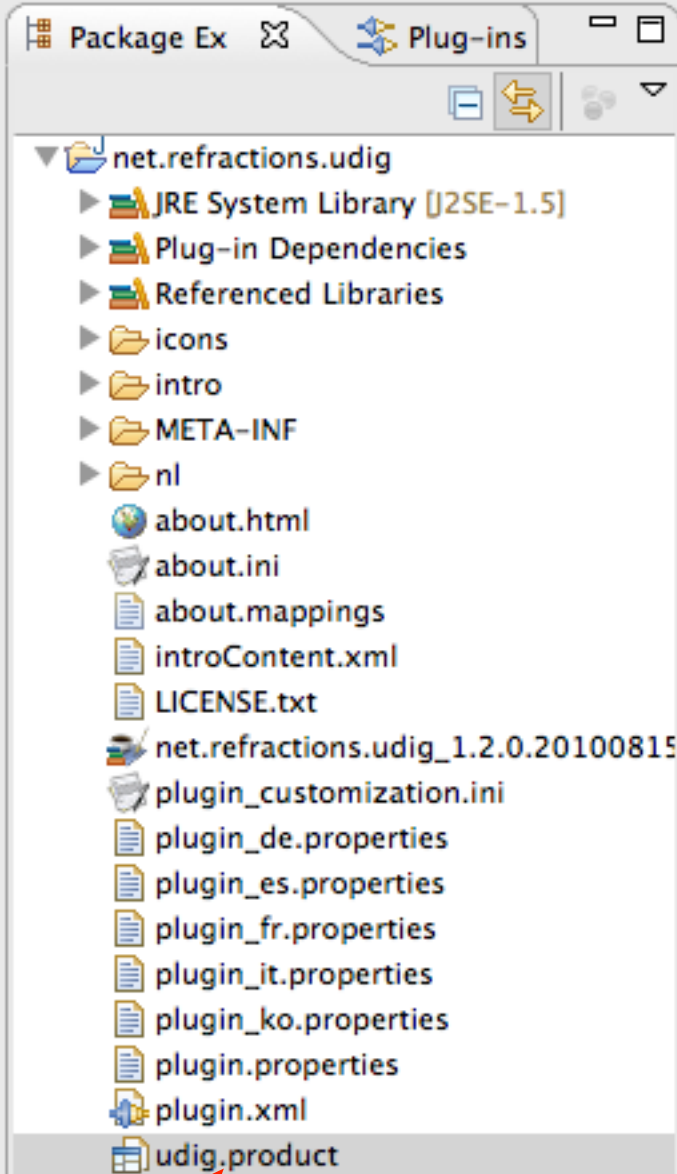 Package Ex Plug-ins
net.refractions.udig
JRE System Library [J2SE-1.5]
Plug-in Dependencies
Referenced Libraries
icons
intro
META-INF
nl
about.html
about.ini
about.mappings
introContent.xml
LICENSE.txt
net.refractions.udig_1.2.0.20100815
plugin_customization.ini
plugin_de.properties
plugin_es.properties
plugin_fr.properties
plugin_it.properties
plugin_ko.properties
plugin.properties
plugin.xml
udig.product